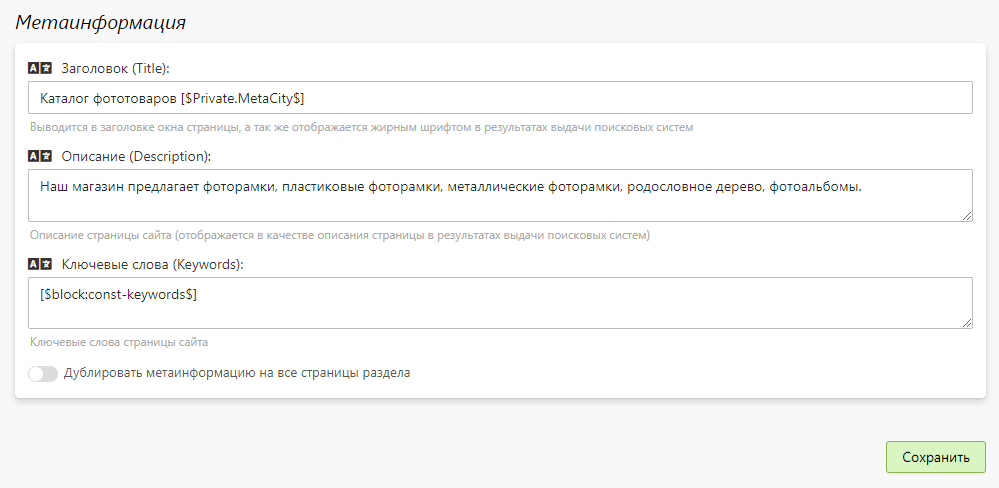 Метаинформация
Заголовок (Title):
Каталог фототоваров [$Private.MetaCity$]
Выводится в заголовке окна страницы, а так же отображается жирным шрифтом в результатах выдачи поисковых систем
Описание (Description):
Наш магазин предлагает фоторамки, пластиковые фоторамки, металлические фоторамки, родословное дерево, фотоальбомы.
Описание страницы сайта (отображается в качестве описания страницы в результатах выдачи поисковых систем)
Ключевые слова (Keywords):
[$block:const-keywords$]
Ключевые слова страницы сайта
Дублировать метаинформацию на все страницы раздела
Сохранить